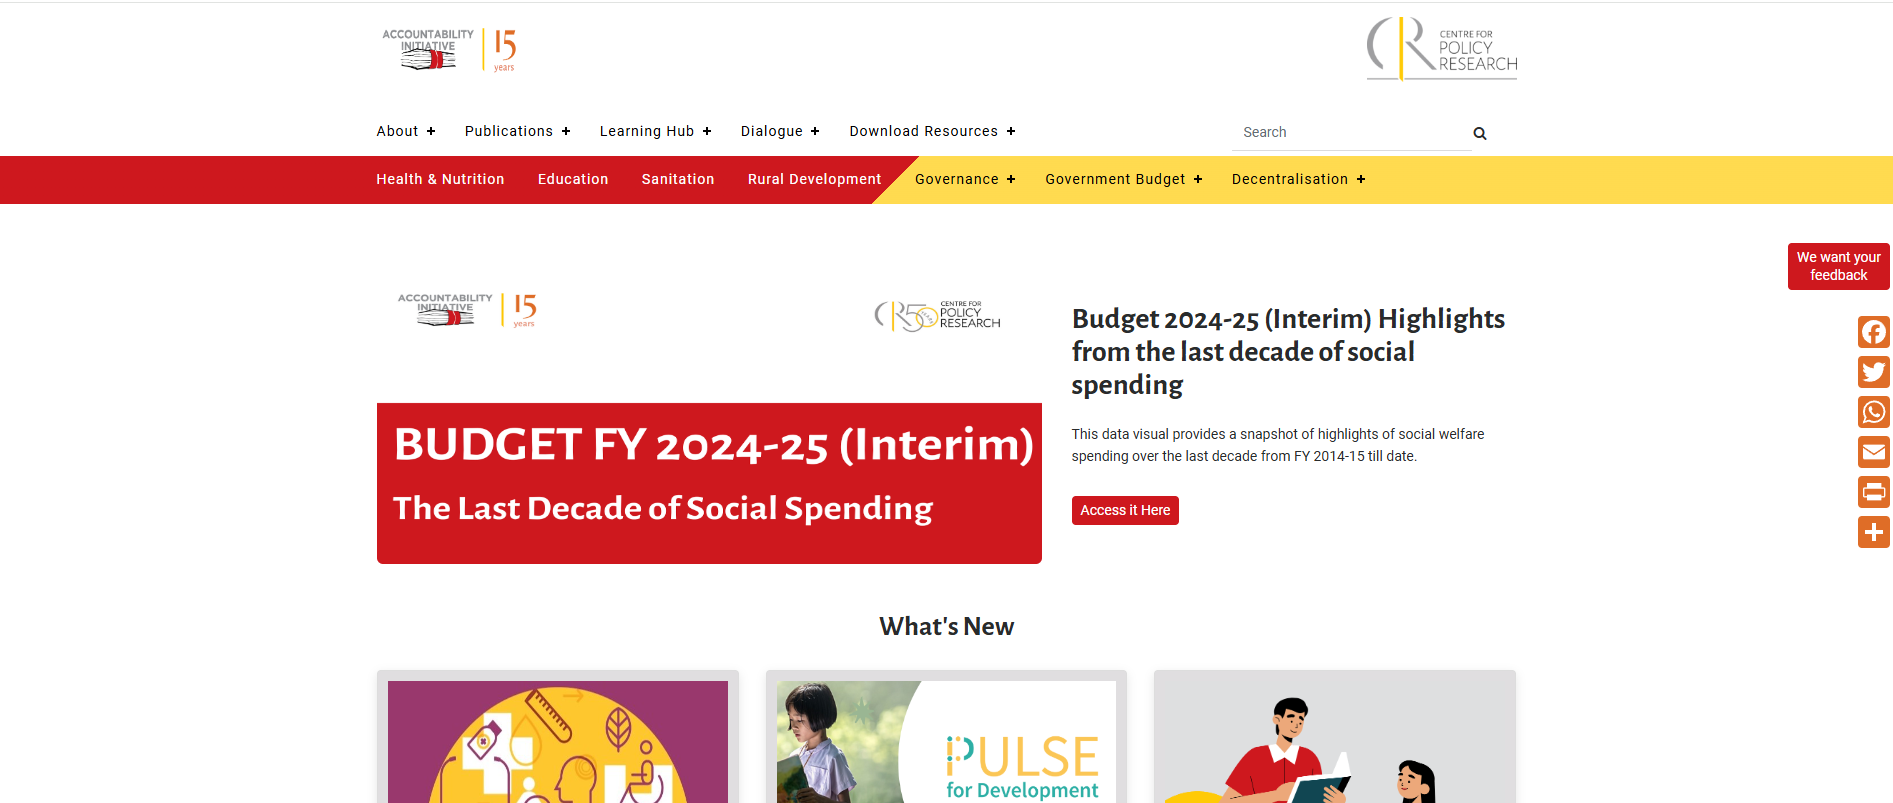 ACCOUNTABILITY
INITIATIVE
15
years
CENTRE FOR
POLICY
RESEARCH
About
Publications
Learning Hub
Dialogue
Download Resources
Search
Health & Nutrition
Education
Sanitation
Rural Development
Governance
Government Budget
Decentralisation
We want your
feedback
ACCOUNTABILITY
INITIATIVE
15
years
50
CENTRE FOR
POLICY
RESEARCH
BUDGET FY 2024-25 (Interim)
The Last Decade of Social Spending
Budget 2024-25 (Interim) Highlights
from the last decade of social
spending
This data visual provides a snapshot of highlights of social welfare
spending over the last decade from FY 2014-15 till date.
Access it Here
What's New
PULSE
for Development